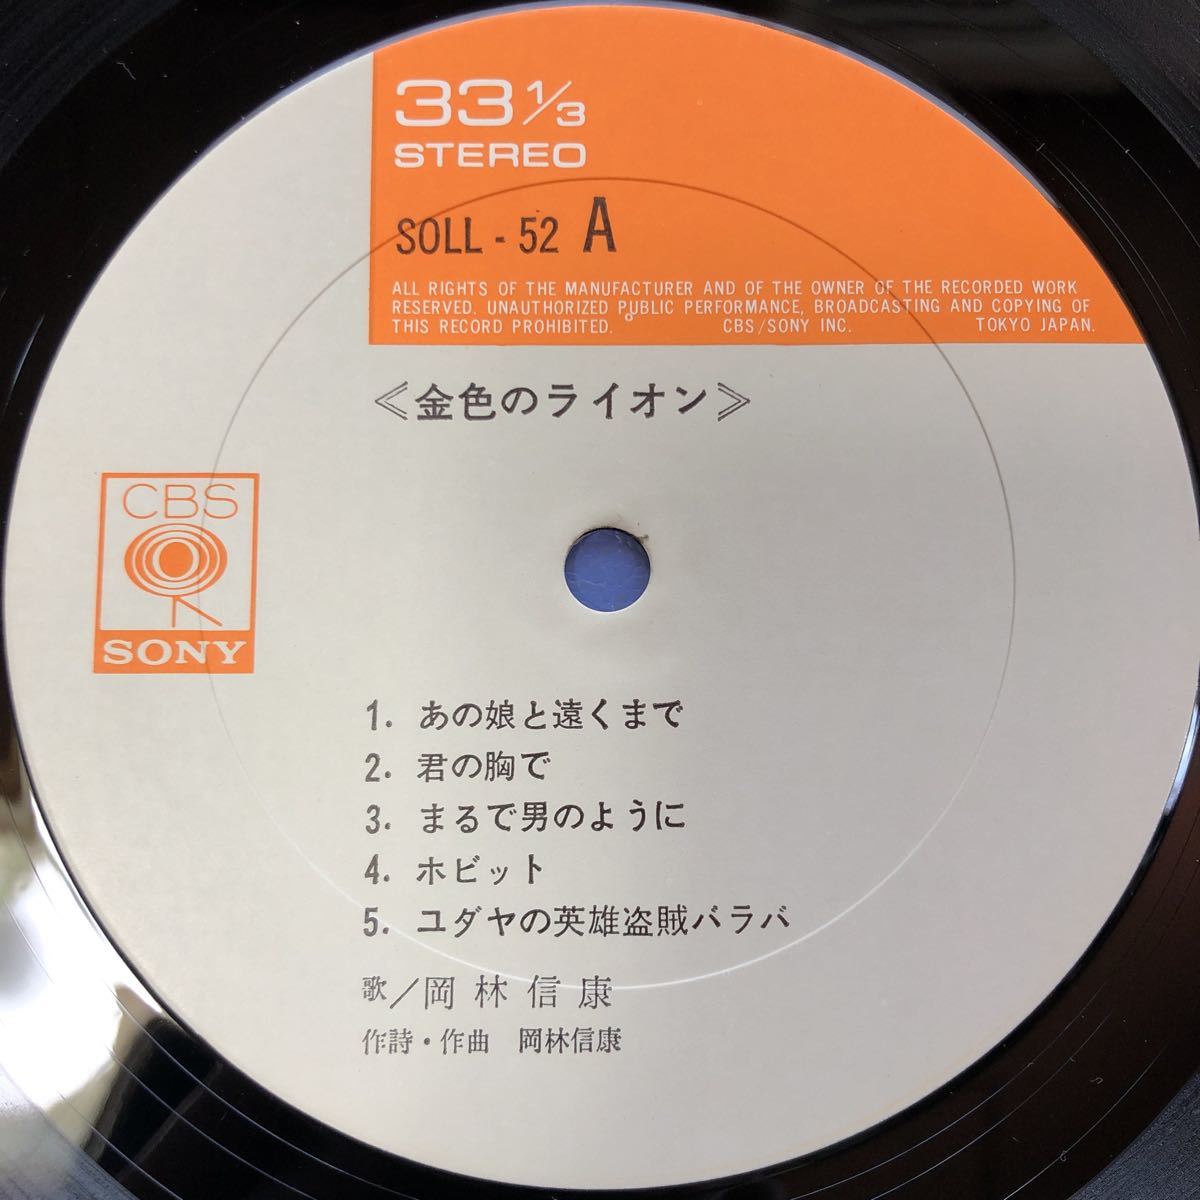 33 1/3
STEREO
SOLL - 52 A
ALL RIGHTS OF THE MANUFACTURER AND OF THE OWNER OF THE RECORDED WORK
RESERVED. UNAUTHORIZED PUBLIC PERFORMANCE, BROADCASTING AND COPYING OF
THIS RECORD PROHIBITED. CBS/SONY INC. TOKYO JAPAN.
≪金色のライオン≫
CBS
SONY
1. あの娘と遠くまで
2. 君の胸で
3. まるで男のように
4. ホビット
5. ユダヤの英雄盗賊バラバ
歌/岡林信康
作詩・作曲 岡林信康